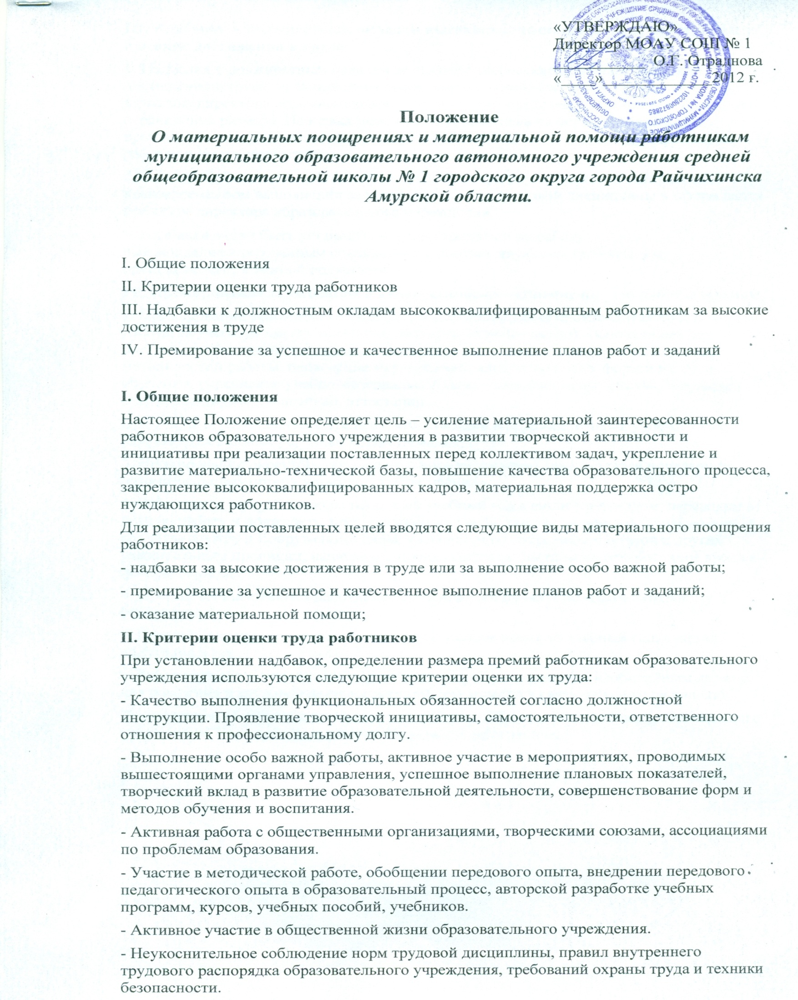 «УТВЕРЖДАЮ»
Директор МОАУ СОШ № 1
____________ О.Г. Отраднова
«____»______________2012 г.
Положение
О материальных поощрениях и материальной помощи работникам
муниципального образовательного автономного учреждения средней
общеобразовательной школы № 1 городского округа города Райчихинска
Амурской области.
I. Общие положения
II. Критерии оценки труда работников
III. Надбавки к должностным окладам высококвалифицированным работникам за высокие
достижения в труде
IV. Премирование за успешное и качественное выполнение планов работ и заданий
I. Общие положения
Настоящее Положение определяет цель – усиление материальной заинтересованности
работников образовательного учреждения в развитии творческой активности и
инициативы при реализации поставленных перед коллективом задач, укрепление и
развитие материально-технической базы, повышение качества образовательного процесса,
закрепление высококвалифицированных кадров, материальная поддержка остро
нуждающихся работников.
Для реализации поставленных целей вводятся следующие виды материального поощрения
работников:
- надбавки за высокие достижения в труде или за выполнение особо важной работы;
- премирование за успешное и качественное выполнение планов работ и заданий;
- оказание материальной помощи;
II. Критерии оценки труда работников
При установлении надбавок, определении размера премий работникам образовательного
учреждения используются следующие критерии оценки их труда:
- Качество выполнения функциональных обязанностей согласно должностной
инструкции. Проявление творческой инициативы, самостоятельности, ответственного
отношения к профессиональному долгу.
- Выполнение особо важной работы, активное участие в мероприятиях, проводимых
вышестоящими органами управления, успешное выполнение плановых показателей,
творческий вклад в развитие образовательной деятельности, совершенствование форм и
методов обучения и воспитания.
- Активная работа с общественными организациями, творческими союзами, ассоциациями
по проблемам образования.
- Участие в методической работе, обобщении передового опыта, внедрении передового
педагогического опыта в образовательный процесс, авторской разработке учебных
программ, курсов, учебных пособий, учебников.
- Активное участие в общественной жизни образовательного учреждения.
- Неукоснительное соблюдение норм трудовой дисциплины, правил внутреннего
трудового распорядка образовательного учреждения, требований охраны труда и техники
безопасности.